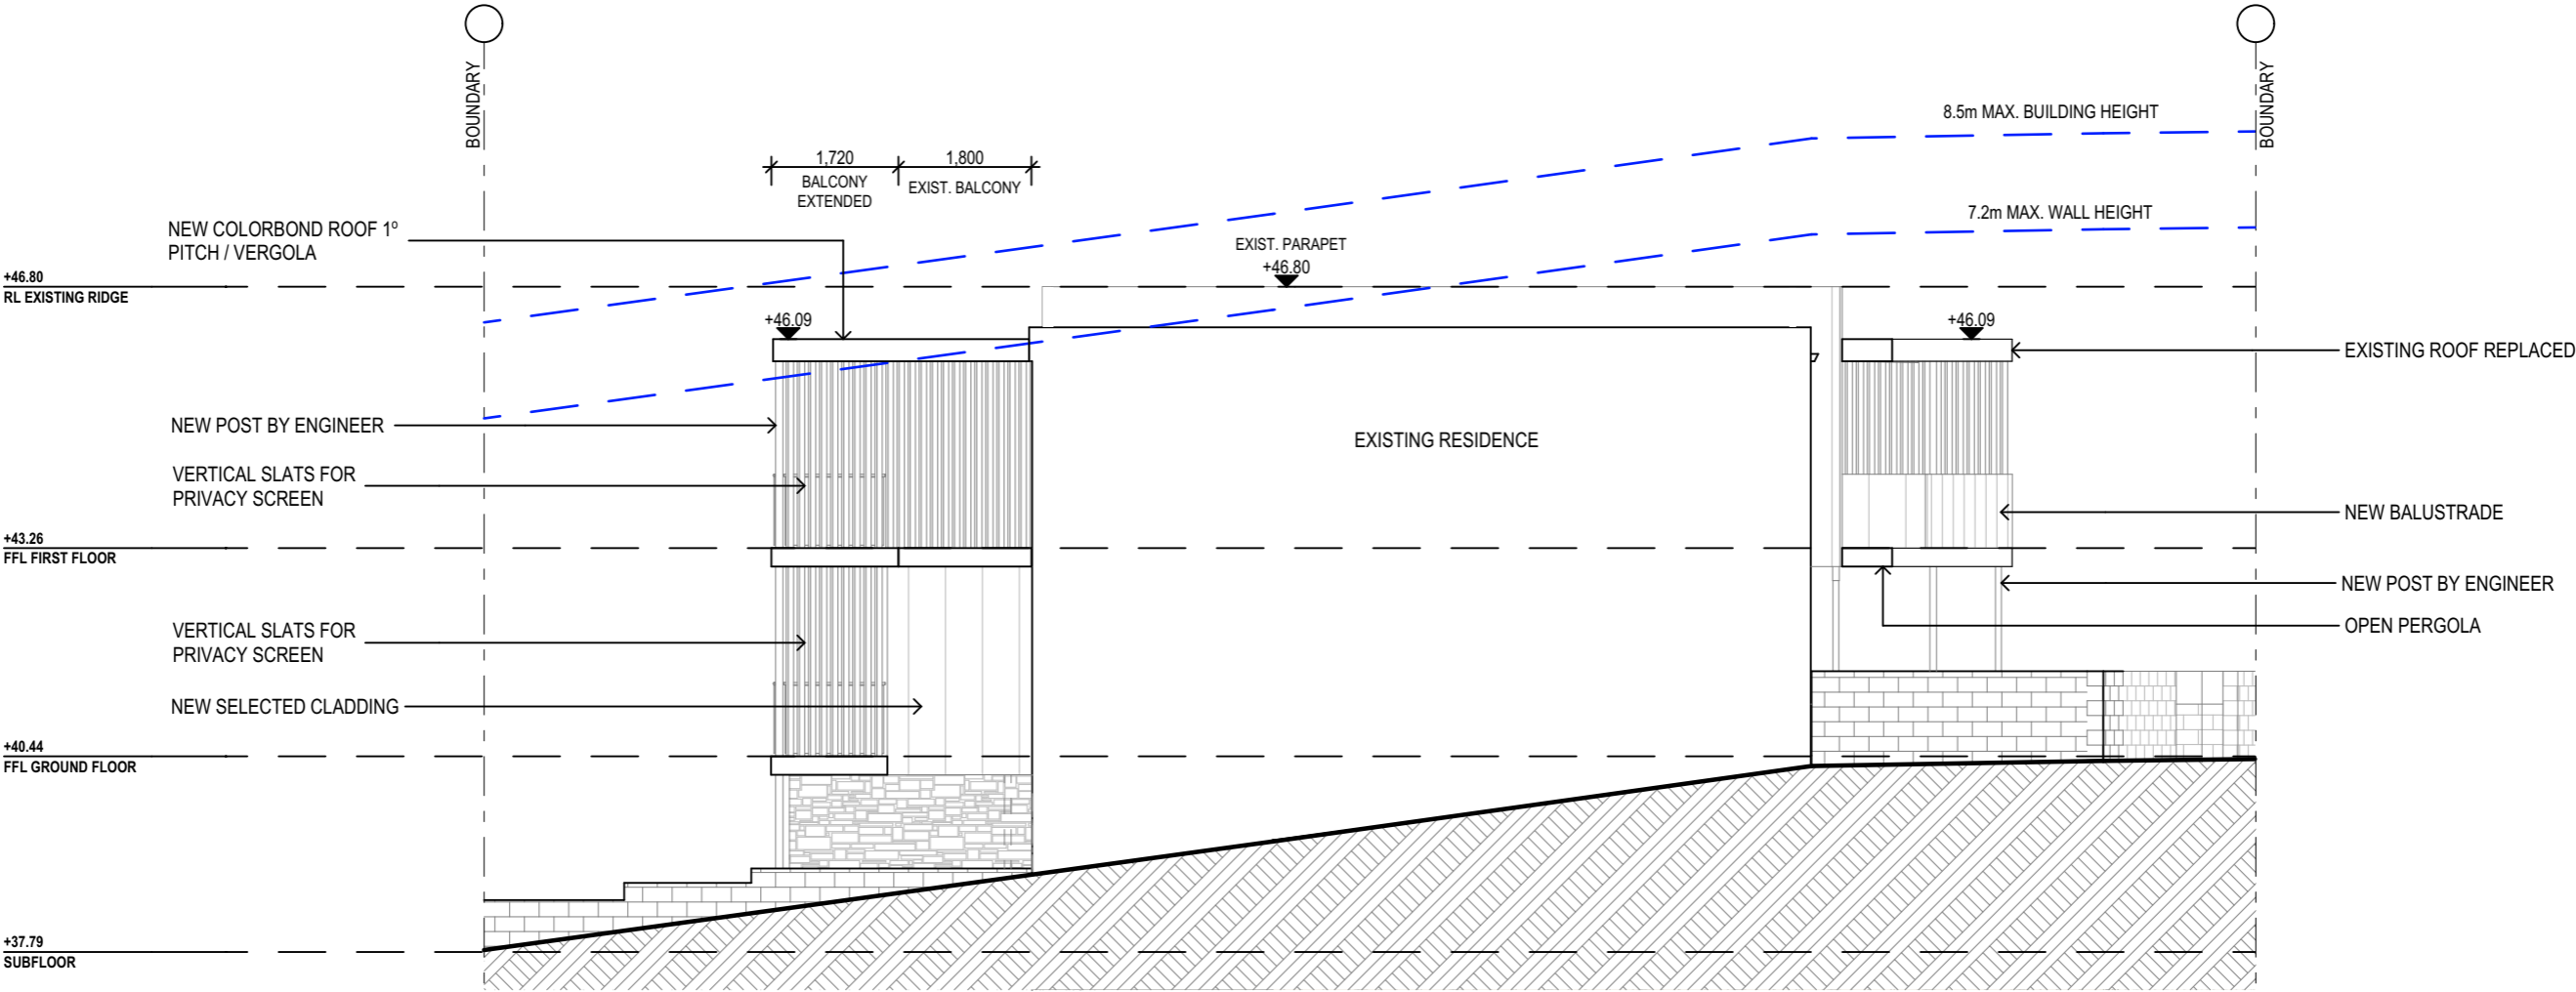 BOUNDARY
BOUNDARY
8.5m MAX. BUILDING HEIGHT
1,720
1,800
BALCONY
EXTENDED
EXIST. BALCONY
7.2m MAX. WALL HEIGHT
NEW COLORBOND ROOF 1º
PITCH / VERGOLA
EXIST. PARAPET
+46.80
+46.80
RL EXISTING RIDGE
+46.09
+46.09
EXISTING ROOF REPLACED
NEW POST BY ENGINEER
EXISTING RESIDENCE
VERTICAL SLATS FOR
PRIVACY SCREEN
NEW BALUSTRADE
+43.26
FFL FIRST FLOOR
NEW POST BY ENGINEER
OPEN PERGOLA
VERTICAL SLATS FOR
PRIVACY SCREEN
NEW SELECTED CLADDING
+40.44
FFL GROUND FLOOR
+37.79
SUBFLOOR